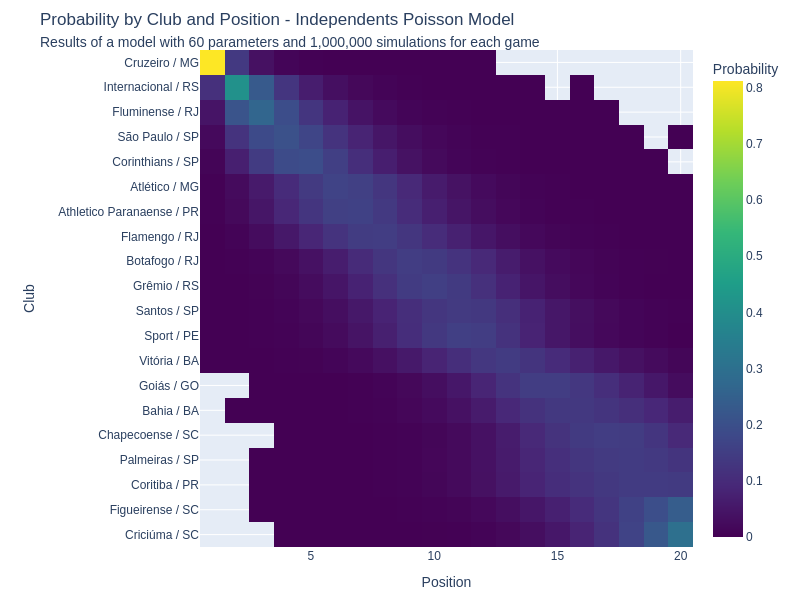 Probability by Club and Position - Independents Poisson Model
Results of a model with 60 parameters and 1,000,000 simulations for each game
Probability
Cruzeiro / MG
Internacional / RS
Fluminense / RJ
São Paulo / SP
Corinthians / SP
Atlético / MG
Athletico Paranaense / PR
Flamengo / RJ
Botafogo / RJ
Grêmio / RS
Santos / SP
Sport / PE
Vitória / BA
Goiás / GO
Bahia / BA
Chapecoense / SC
Palmeiras / SP
Coritiba / PR
Figueirense / SC
Criciúma / SC
Club
5 10 15 20
Position
0.8
0.7
0.6
0.5
0.4
0.3
0.2
0.1
0